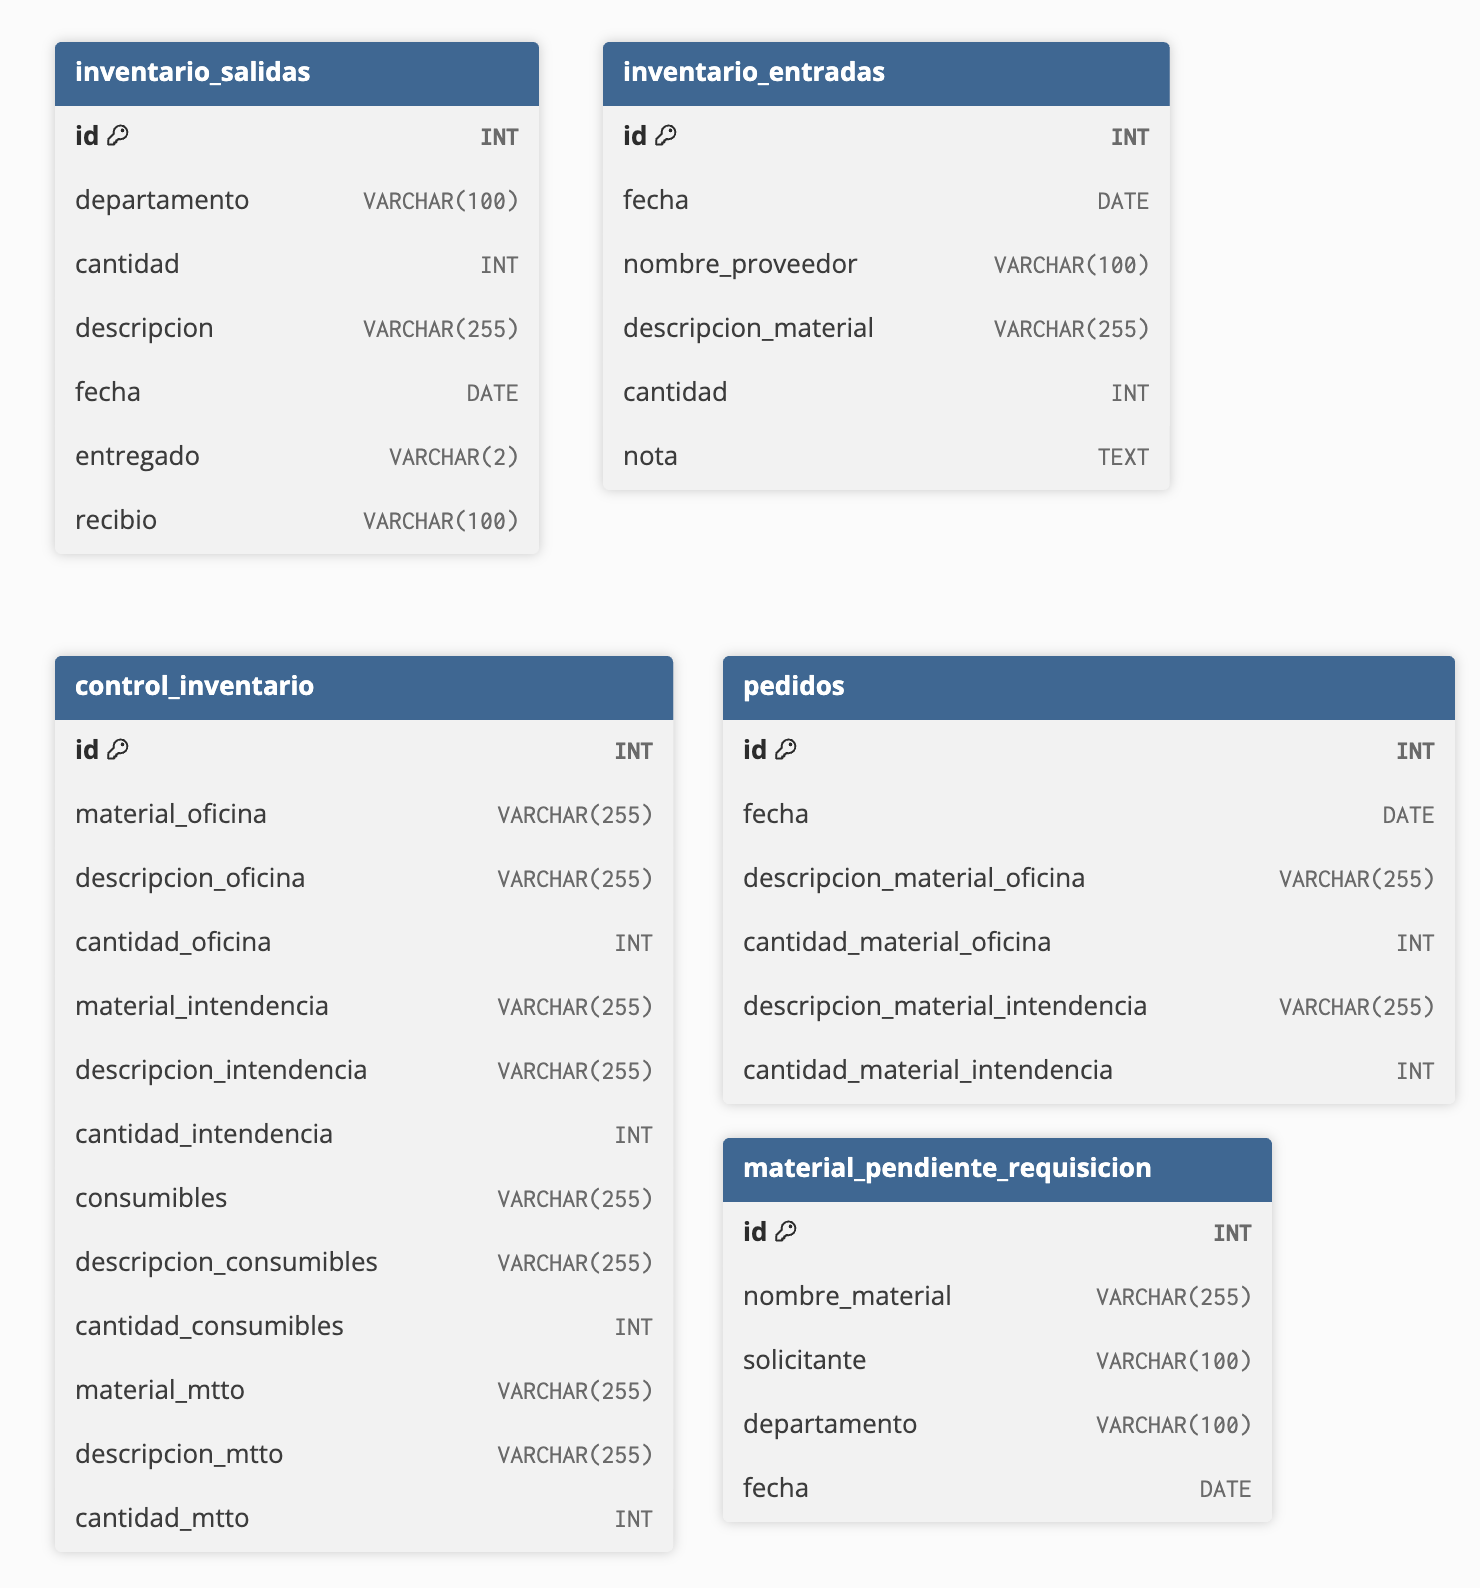 inventario_salidas
id INT
departamento VARCHAR(100)
cantidad INT
descripcion VARCHAR(255)
fecha DATE
entregado VARCHAR(2)
recibio VARCHAR(100)
inventario_entradas
id INT
fecha DATE
nombre_proveedor VARCHAR(100)
descripcion_material VARCHAR(255)
cantidad INT
nota TEXT
control_inventario
id INT
material_oficina VARCHAR(255)
descripcion_oficina VARCHAR(255)
cantidad_oficina INT
material_intendencia VARCHAR(255)
descripcion_intendencia VARCHAR(255)
cantidad_intendencia INT
consumibles VARCHAR(255)
descripcion_consumibles VARCHAR(255)
cantidad_consumibles INT
material_mtto VARCHAR(255)
descripcion_mtto VARCHAR(255)
cantidad_mtto INT
pedidos
id INT
fecha DATE
descripcion_material_oficina VARCHAR(255)
cantidad_material_oficina INT
descripcion_material_intendencia VARCHAR(255)
cantidad_material_intendencia INT
material_pendiente_requisicion
id INT
nombre_material VARCHAR(255)
solicitante VARCHAR(100)
departamento VARCHAR(100)
fecha DATE